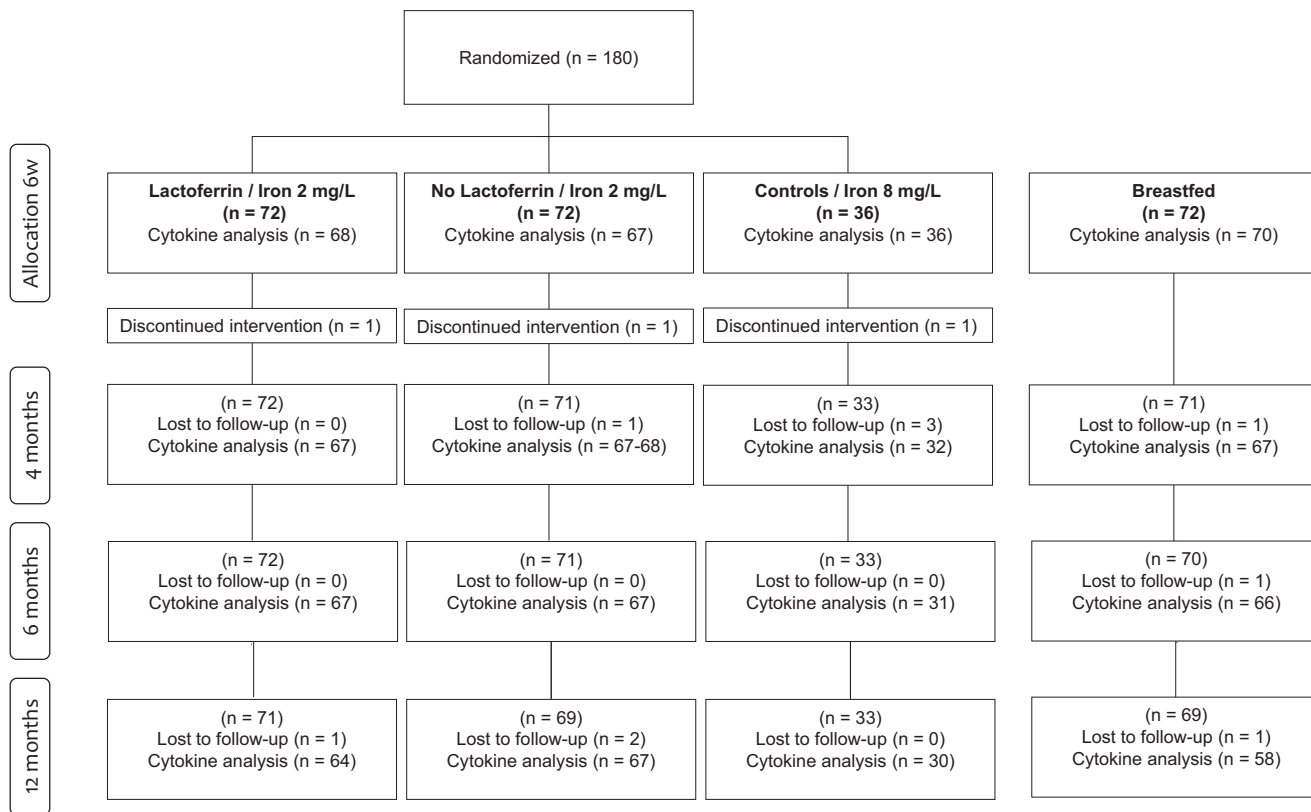 Randomized (n = 180)
Allocation 6w
Lactoferrin / Iron 2 mg/L
(n = 72)
Cytokine analysis (n = 68)
No Lactoferrin / Iron 2 mg/L
(n = 72)
Cytokine analysis (n = 67)
Controls / Iron 8 mg/L
(n = 36)
Cytokine analysis (n = 36)
Breastfed
(n = 72)
Cytokine analysis (n = 70)
Discontinued intervention (n = 1)
Discontinued intervention (n = 1)
Discontinued intervention (n = 1)
4 months
(n = 72)
Lost to follow-up (n = 0)
Cytokine analysis (n = 67)
(n = 71)
Lost to follow-up (n = 1)
Cytokine analysis (n = 67-68)
(n = 33)
Lost to follow-up (n = 3)
Cytokine analysis (n = 32)
(n = 71)
Lost to follow-up (n = 1)
Cytokine analysis (n = 67)
6 months
(n = 72)
Lost to follow-up (n = 0)
Cytokine analysis (n = 67)
(n = 71)
Lost to follow-up (n = 0)
Cytokine analysis (n = 67)
(n = 33)
Lost to follow-up (n = 0)
Cytokine analysis (n = 31)
(n = 70)
Lost to follow-up (n = 1)
Cytokine analysis (n = 66)
12 months
(n = 71)
Lost to follow-up (n = 1)
Cytokine analysis (n = 64)
(n = 69)
Lost to follow-up (n = 2)
Cytokine analysis (n = 67)
(n = 33)
Lost to follow-up (n = 0)
Cytokine analysis (n = 30)
(n = 69)
Lost to follow-up (n = 1)
Cytokine analysis (n = 58)